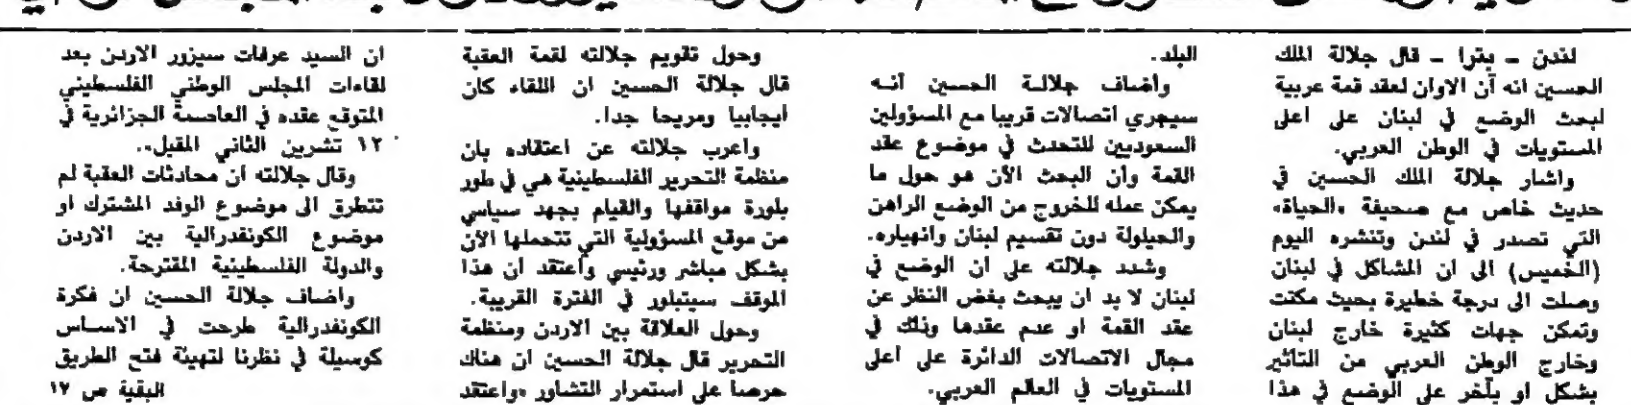 لندن - بترا - قال جلالة الملك
الحسين انه آن الاوان لعقد قمة عربية
لبحث الوضع في لبنان على اعلى
المستويات في الوطن العربي.
واشار جلالة الملك الحسين في
حديث خاص مع صحيفة «الحياة»
التي تصدر في لندن وتنشره اليوم
(الخميس) الى ان المشاكل في لبنان
وصلت الى درجة خطيرة بحيث مكنت
وتمكن جهات كثيرة خارج لبنان
وخارج الوطن العربي من التأثير
بشكل او بآخر على الوضع في هذا
البلد.
وأضاف جلالة الحسين أنه
سيجري اتصالات قريبا مع المسؤولين
السعوديين للتحدث في موضوع عقد
القمة وأن البحث الآن هو حول ما
يمكن عمله للخروج من الوضع الراهن
والحيلولة دون تقسيم لبنان وانهياره.
وشدد جلالته على أن الوضع في
لبنان لا بد ان يبحث بغض النظر عن
عقد القمة او عدم عقدها وذلك في
مجال الاتصالات الدائرة على أعلى
المستويات في العالم العربي.
وحول تقويم جلالته لقمة العقبة
قال جلالة الحسين ان اللقاء كان
ايجابيا ومريحا جدا.
واعرب جلالته عن اعتقاده بان
منظمة التحرير الفلسطينية هي في طور
بلورة مواقفها والقيام بجهد سياسي
من موقع المسؤولية التي تتحملها الآن
بشكل مباشر ورئيسي وأعتقد ان هذا
الموقف سيتبلور في الفترة القريبة.
وحول العلاقة بين الاردن ومنظمة
التحرير قال جلالة الحسين ان هناك
حرصا على استمرار التشاور «واعتقد
ان السيد عرفات سيزور الاردن بعد
لقاءات المجلس الوطني الفلسطيني
المتوقع عقده في العاصمة الجزائرية في
١٢ تشرين الثاني المقبل».
وقال جلالته ان محادثات العقبة لم
تتطرق الى موضوع الوفد المشترك او
موضوع الكونفدرالية بين الاردن
والدولة الفلسطينية المقترحة.
واضاف جلالة الحسين ان فكرة
الكونفدرالية طرحت في الاساس
كوسيلة في نظرنا لتهيئة فتح الطريق
البقية ص ١٧